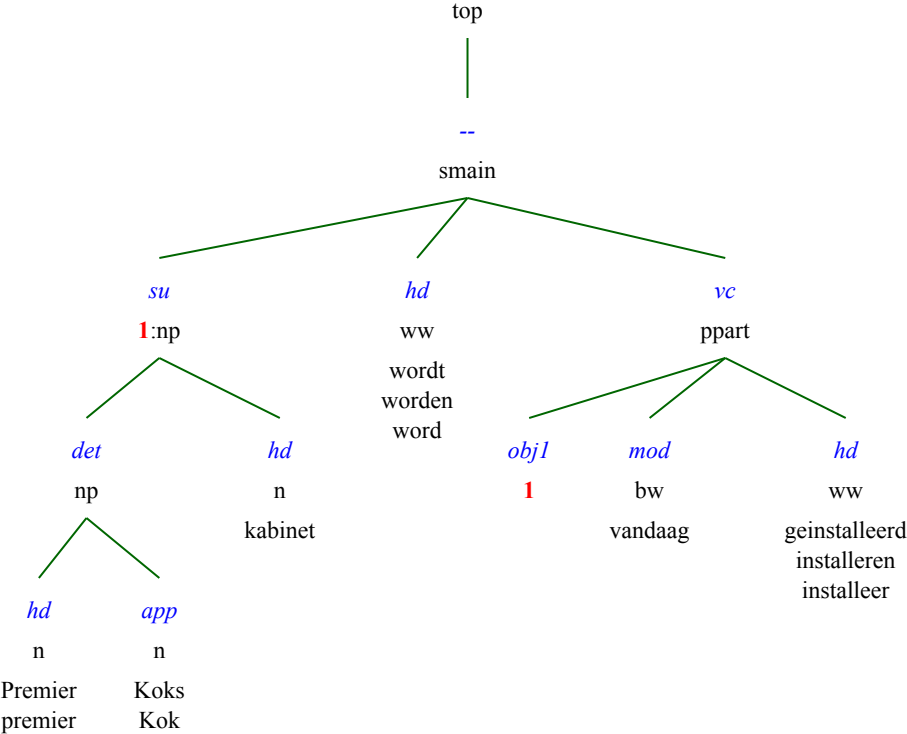 top
--
smain
su hd vc
1:np ww ppart
wordt
worden
word
det hd obj1 mod hd
np n 1 bw ww
kabinet vandaag geinstalleerd
installeren
installeer
hd app
n n
Premier Koks
premier Kok